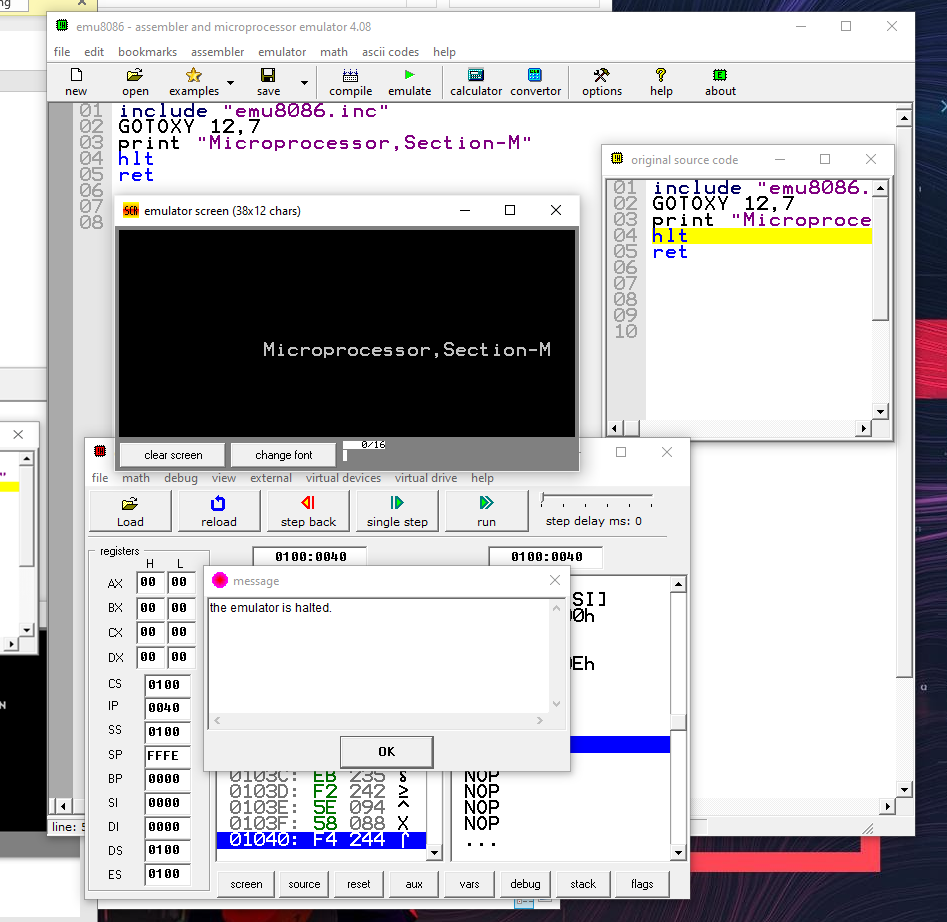 ng
emu8086 - assembler and microprocessor emulator 4.08
file edit bookmarks assembler emulator math ascii codes help
new open examples save compile emulate calculator convertor options help about
01 include "emu8086.inc"
02 GOTOXY 12,7
03 print "Microprocessor,Section-M"
04 hlt
05 ret
06
07
08
original source code
01 include "emu8086.
02 GOTOXY 12,7
03 print "Microproce
04 hlt
05 ret
06
07
08
09
10
SCR emulator screen (38x12 chars)
Microprocessor,Section-M
clear screen change font 0/16
file math debug view external virtual devices virtual drive help
Load reload step back single step run step delay ms: 0
registers 0100:0040 0100:0040
H L
AX 00 00
BX 00 00
CX 00 00
DX 00 00
CS 0100
IP 0040
SS 0100
SP FFFE
BP 0000
SI 0000
DI 0000
DS 0100
ES 0100
message
the emulator is halted.
OK
SI]
00h
0Eh
0103C: EB 235 δ NOP
0103D: F2 242 ≥ NOP
0103E: 5E 094 ^ NOP
0103F: 58 088 X NOP
01040: F4 244 ⌠ ...
line:
screen source reset aux vars debug stack flags
N
a